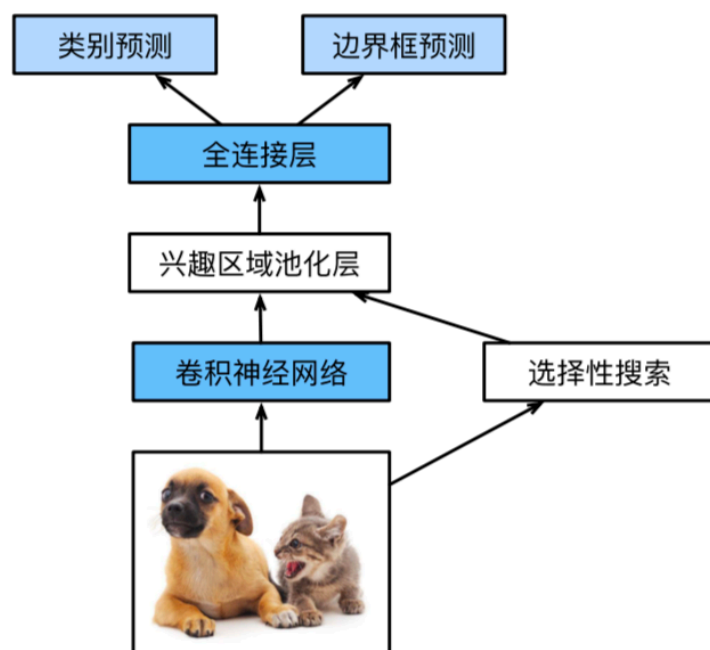 类别预测
边界框预测
全连接层
兴趣区域池化层
卷积神经网络
选择性搜索